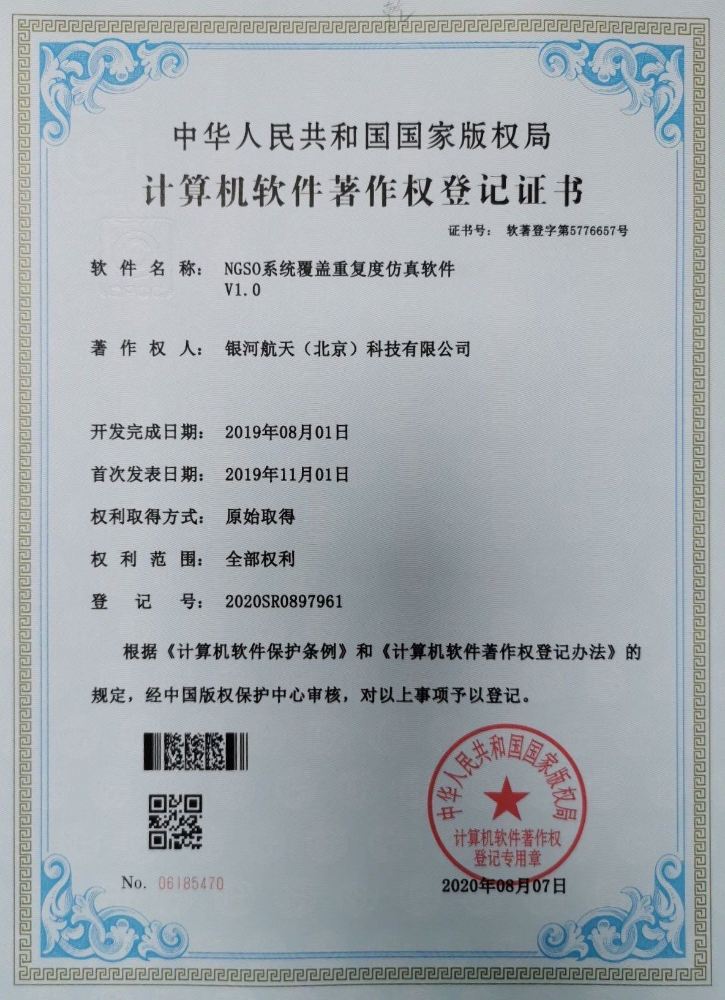 中华人民共和国国家版权局
计算机软件著作权登记证书
证书号： 软著登字第5776657号
软件名称： NGSO系统覆盖重复度仿真软件
V1.0
著作权人： 银河航天（北京）科技有限公司
开发完成日期： 2019年08月01日
首次发表日期： 2019年11月01日
权利取得方式： 原始取得
权利范围： 全部权利
登记号： 2020SR0897961
根据《计算机软件保护条例》和《计算机软件著作权登记办法》的
规定，经中国版权保护中心审核，对以上事项予以登记。
中华人民共和国国家版权局
计算机软件著作权
登记专用章
No. 06185470
2020年08月07日